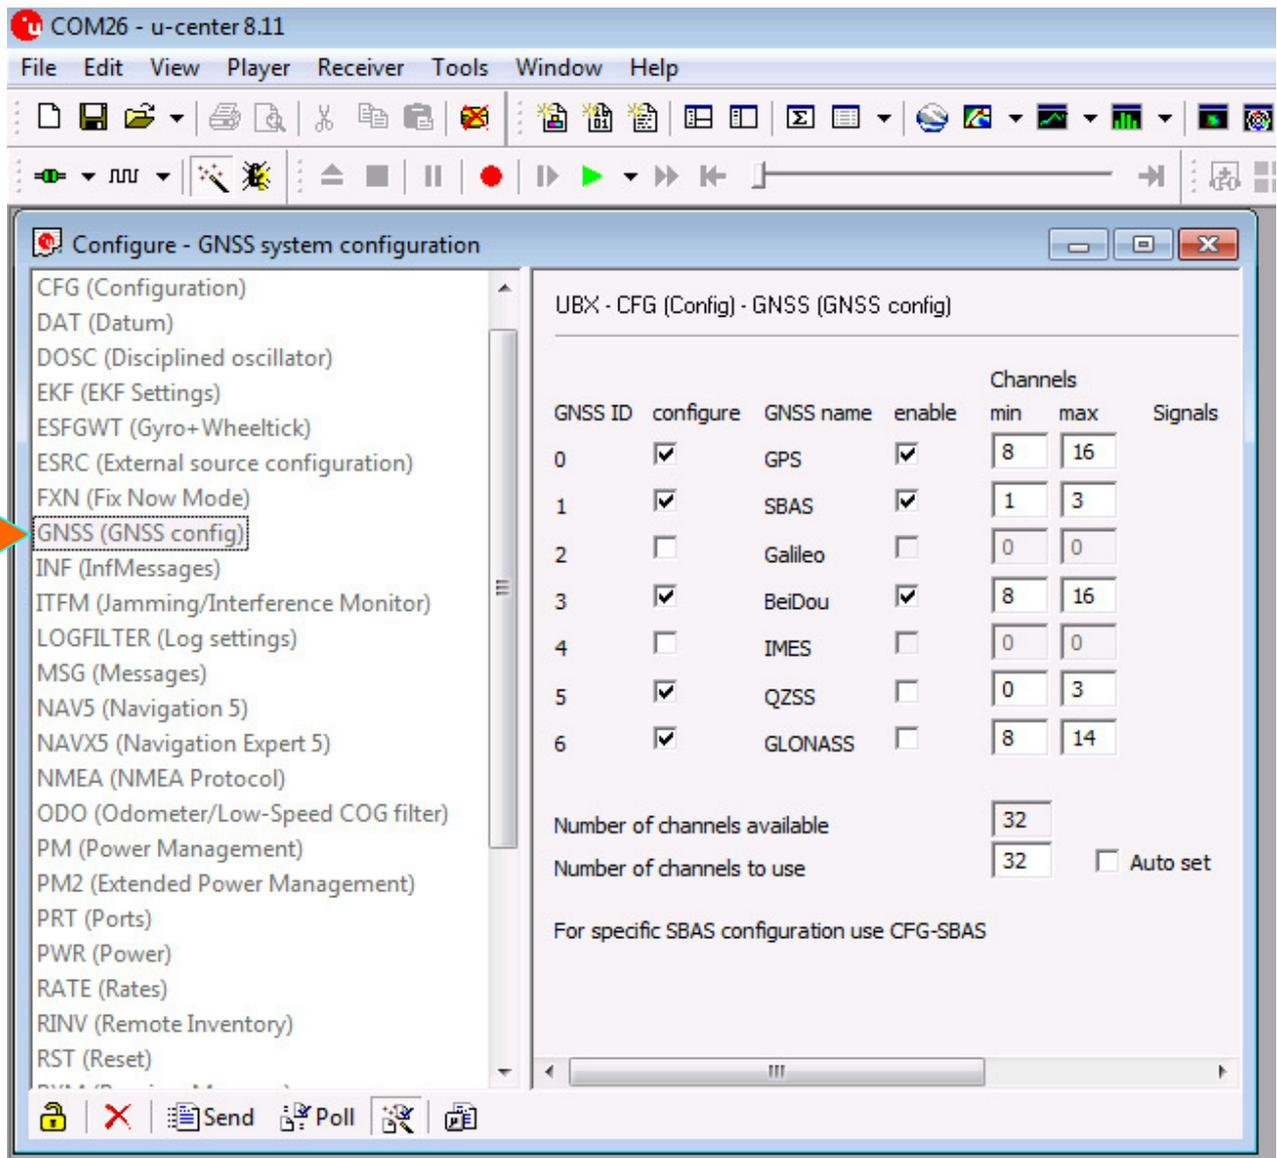 COM26 - u-center 8.11
File Edit View Player Receiver Tools Window Help
Configure - GNSS system configuration
CFG (Configuration)
DAT (Datum)
DOSC (Disciplined oscillator)
EKF (EKF Settings)
ESFGWT (Gyro+Wheeltick)
ESRC (External source configuration)
FXN (Fix Now Mode)
GNSS (GNSS config)
INF (InfMessages)
ITFM (Jamming/Interference Monitor)
LOGFILTER (Log settings)
MSG (Messages)
NAV5 (Navigation 5)
NAVX5 (Navigation Expert 5)
NMEA (NMEA Protocol)
ODO (Odometer/Low-Speed COG filter)
PM (Power Management)
PM2 (Extended Power Management)
PRT (Ports)
PWR (Power)
RATE (Rates)
RINV (Remote Inventory)
RST (Reset)
UBX - CFG (Config) - GNSS (GNSS config)
Channels
GNSS ID configure GNSS name enable min max Signals
0 GPS 8 16
1 SBAS 1 3
2 Galileo 0 0
3 BeiDou 8 16
4 IMES 0 0
5 QZSS 0 3
6 GLONASS 8 14
Number of channels available 32
Number of channels to use 32 Auto set
For specific SBAS configuration use CFG-SBAS
Send Poll